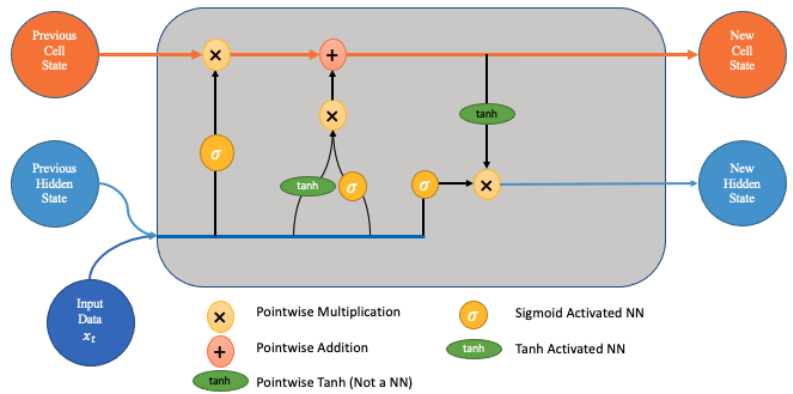 Previous
Cell
State
New
Cell
State
×
+
×
tanh
σ
Previous
Hidden
State
tanh
σ
σ
×
New
Hidden
State
Input
Data
xₜ
× Pointwise Multiplication
σ Sigmoid Activated NN
+ Pointwise Addition
tanh Tanh Activated NN
tanh Pointwise Tanh (Not a NN)